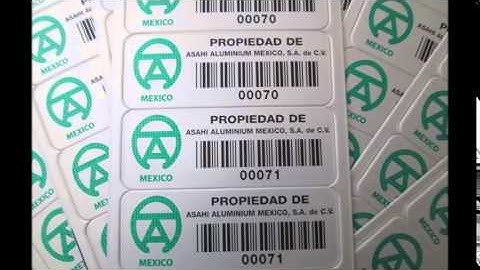 00070
MEXICO
PROPIEDAD DE
ASAHI ALUMINIUM MEXICO, S.A. de C.V.
00070
MEXICO
PROPIEDAD DE
ASAHI ALUMINIUM MEXICO, S.A. de C.V.
00071
MEXICO
PROPIEDAD DE
ASAHI ALUMINIUM MEXICO, S.A. de C.V.
00071
MEXICO
MEXICO
MEXICO
MEXICO